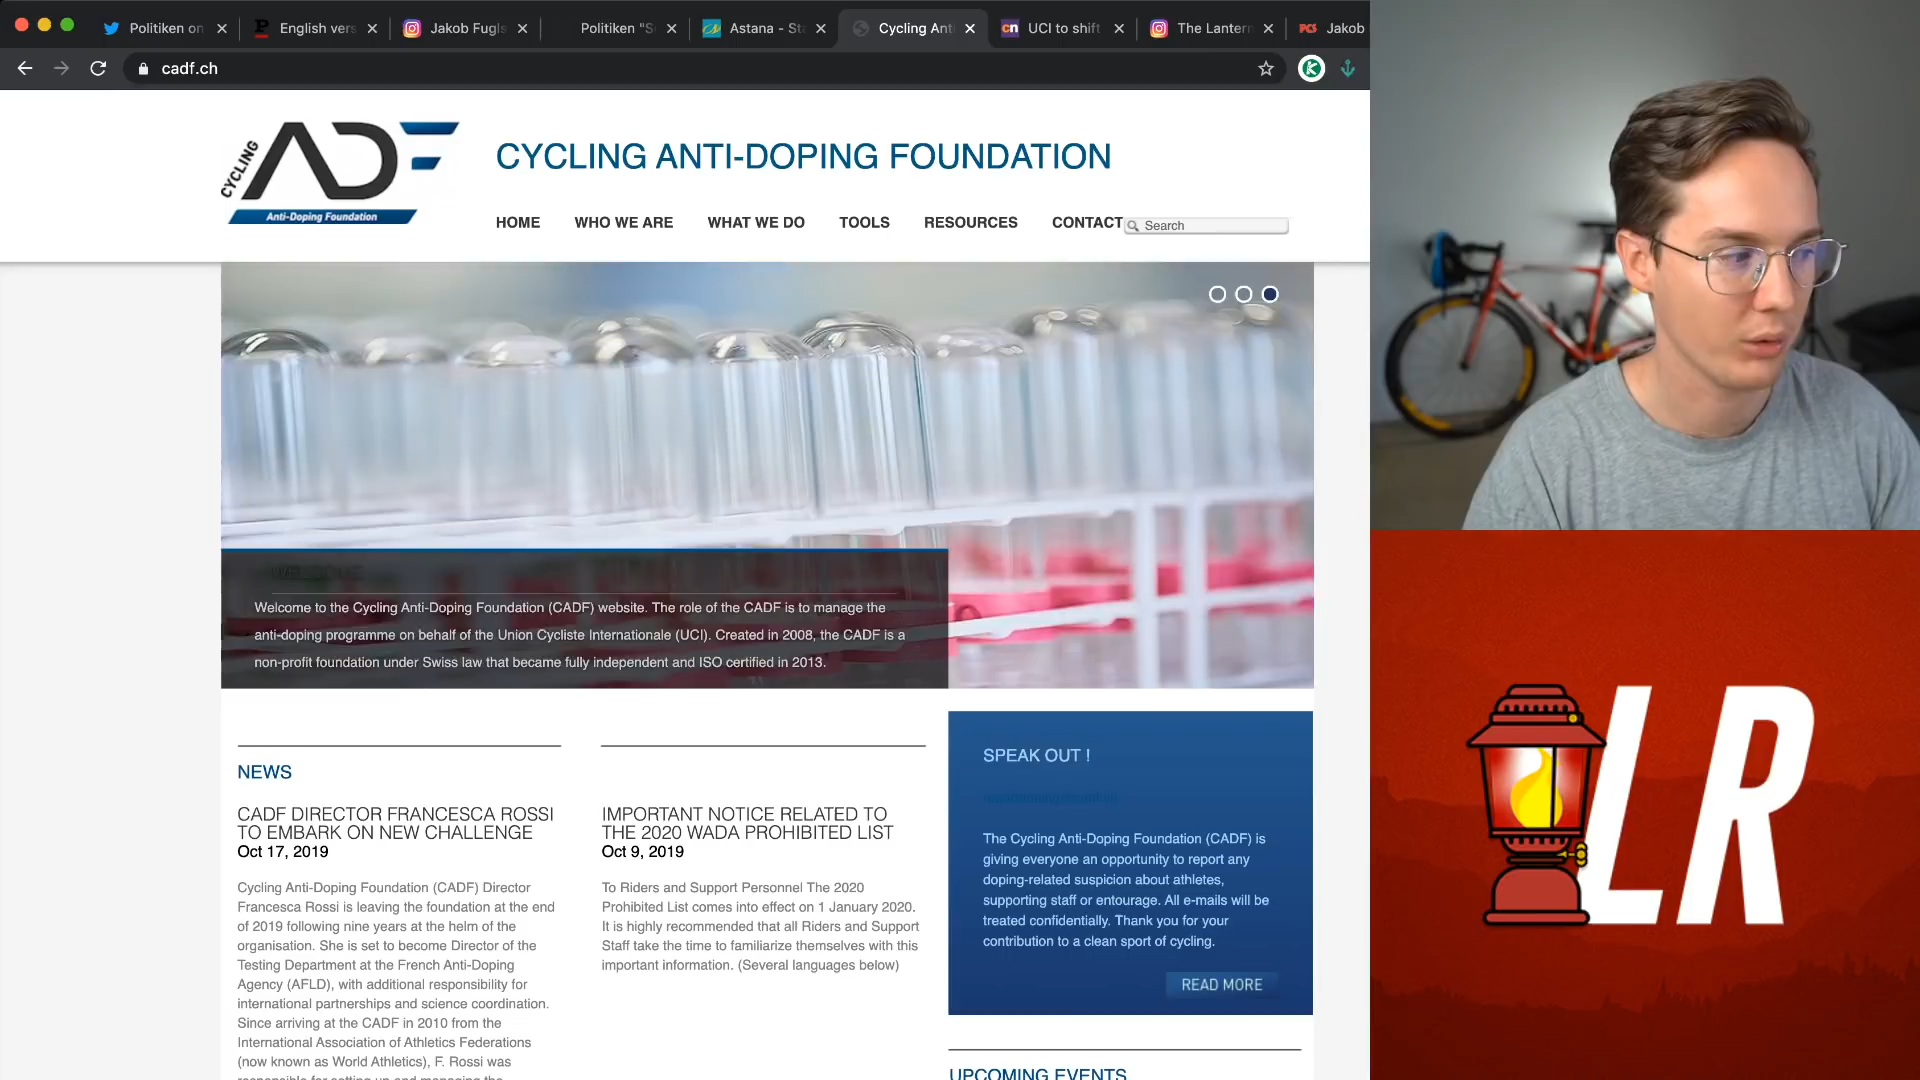 Politiken on
English vers
Jakob Fugls
Politiken "S
Astana - Sta
Cycling Ant
cn UCI to shift
The Lantern
PCS Jakob
cadf.ch
CYCLING
ADF
Anti-Doping Foundation
CYCLING ANTI-DOPING FOUNDATION
HOME WHO WE ARE WHAT WE DO TOOLS RESOURCES CONTACT Search
Welcome to the Cycling Anti-Doping Foundation (CADF) website. The role of the CADF is to manage the
anti-doping programme on behalf of the Union Cycliste Internationale (UCI). Created in 2008, the CADF is a
non-profit foundation under Swiss law that became fully independent and ISO certified in 2013.
NEWS
CADF DIRECTOR FRANCESCA ROSSI
TO EMBARK ON NEW CHALLENGE
Oct 17, 2019
Cycling Anti-Doping Foundation (CADF) Director
Francesca Rossi is leaving the foundation at the end
of 2019 following nine years at the helm of the
organisation. She is set to become Director of the
Testing Department at the French Anti-Doping
Agency (AFLD), with additional responsibility for
international partnerships and science coordination.
Since arriving at the CADF in 2010 from the
International Association of Athletics Federations
(now known as World Athletics), F. Rossi was
responsible for setting up and managing the
IMPORTANT NOTICE RELATED TO
THE 2020 WADA PROHIBITED LIST
Oct 9, 2019
To Riders and Support Personnel The 2020
Prohibited List comes into effect on 1 January 2020.
It is highly recommended that all Riders and Support
Staff take the time to familiarize themselves with this
important information. (Several languages below)
SPEAK OUT !
The Cycling Anti-Doping Foundation (CADF) is
giving everyone an opportunity to report any
doping-related suspicion about athletes,
supporting staff or entourage. All e-mails will be
treated confidentially. Thank you for your
contribution to a clean sport of cycling.
READ MORE
UPCOMING EVENTS
LR